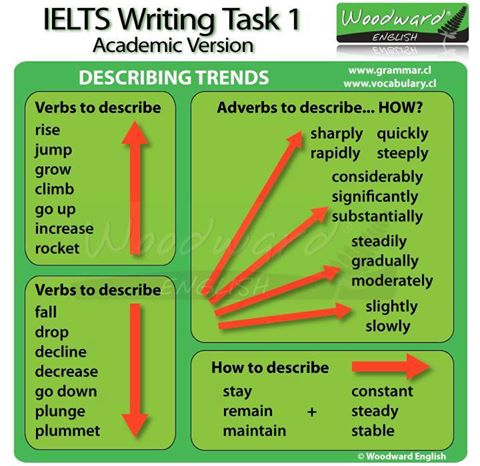 IELTS Writing Task 1
Academic Version
Woodward®
ENGLISH
DESCRIBING TRENDS
www.grammar.cl
www.vocabulary.cl
Verbs to describe
rise
jump
grow
climb
go up
increase
rocket
Verbs to describe
fall
drop
decline
decrease
go down
plunge
plummet
Adverbs to describe... HOW?
sharply quickly
rapidly steeply
considerably
significantly
substantially
steadily
gradually
moderately
slightly
slowly
Woodward®
ENGLISH
How to describe
stay constant
remain + steady
maintain stable
© Woodward English